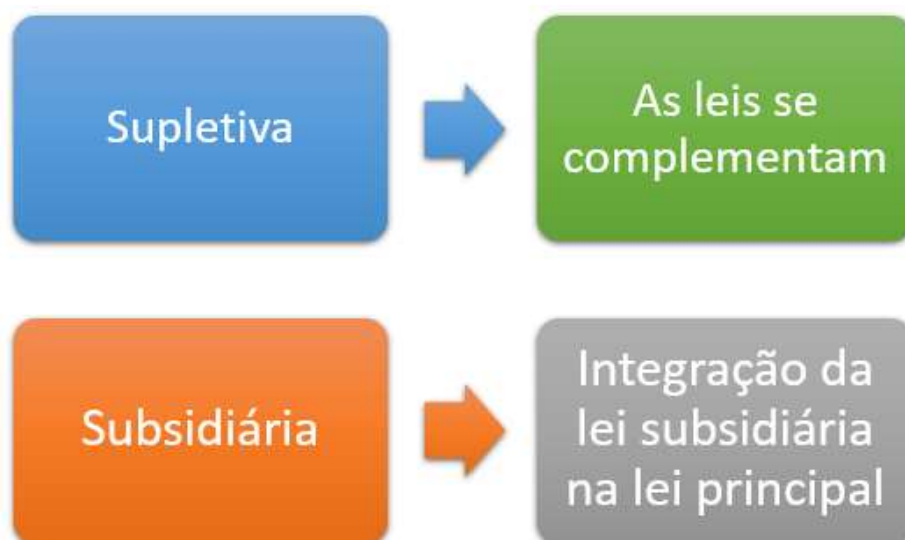 Supletiva
As leis se
complementam
Subsidiária
Integração da
lei subsidiária
na lei principal